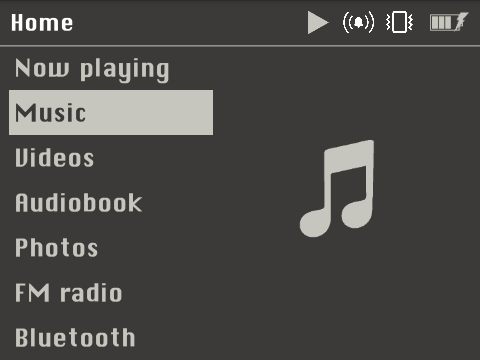 Home
Now playing
Music
Videos
Audiobook
Photos
FM radio
Bluetooth